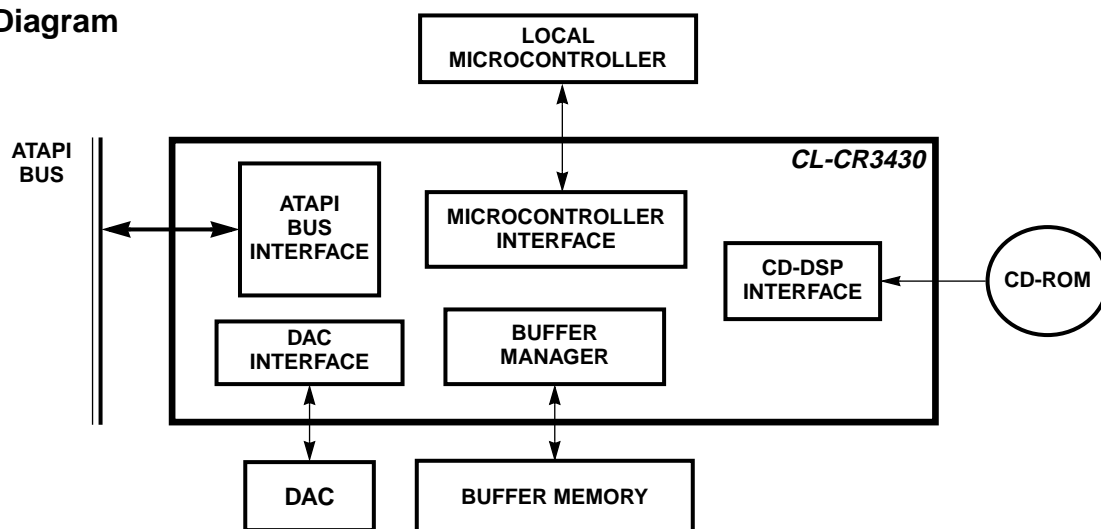 Diagram
LOCAL
MICROCONTROLLER
ATAPI
BUS
CL-CR3430
ATAPI
BUS
INTERFACE
MICROCONTROLLER
INTERFACE
CD-DSP
INTERFACE
CD-ROM
DAC
INTERFACE
BUFFER
MANAGER
DAC
BUFFER MEMORY